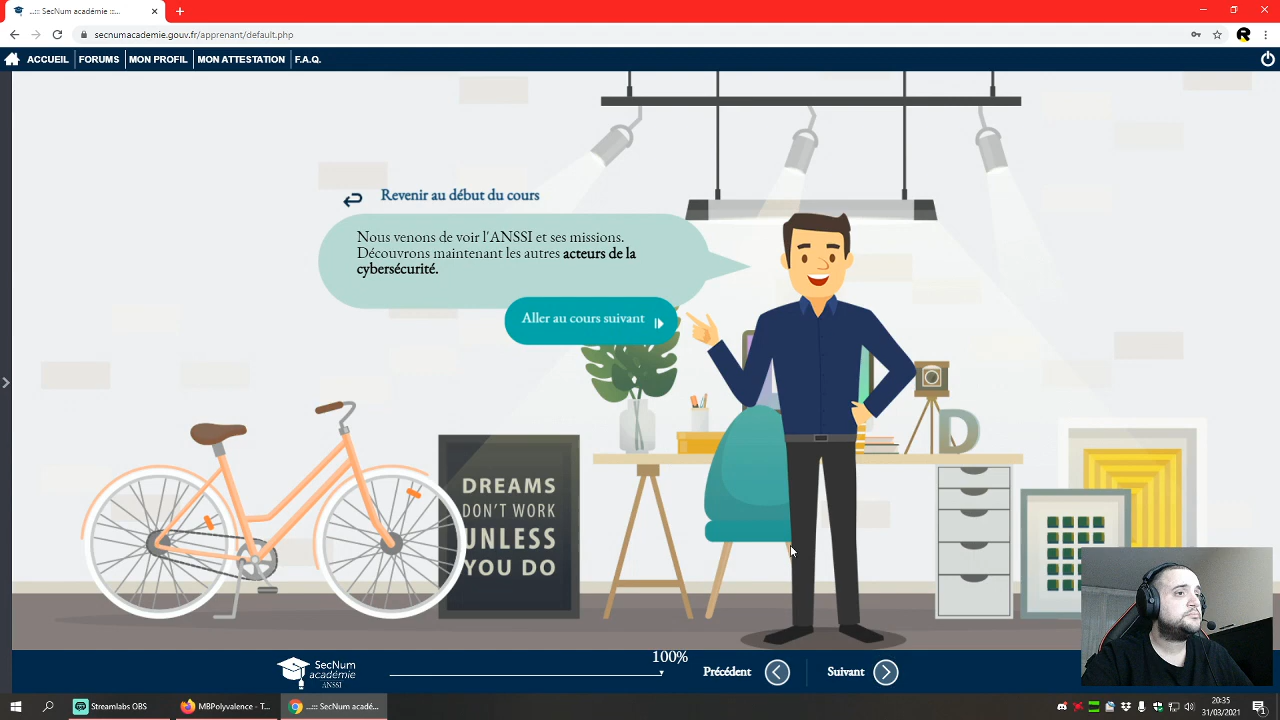 ..:: SecNum académie ::..
secnumacademie.gouv.fr/apprenant/default.php
ACCUEIL FORUMS MON PROFIL MON ATTESTATION F.A.Q.
Revenir au début du cours
Nous venons de voir l'ANSSI et ses missions.
Découvrons maintenant les autres acteurs de la
cybersécurité.
Aller au cours suivant
D
DREAMS
DON'T WORK
UNLESS
YOU DO
100%
SecNum
académie
ANSSI
Précédent
Suivant
Streamlabs OBS
MBPolyvalence - T...
..:: SecNum acadé...
20:35
31/03/2021